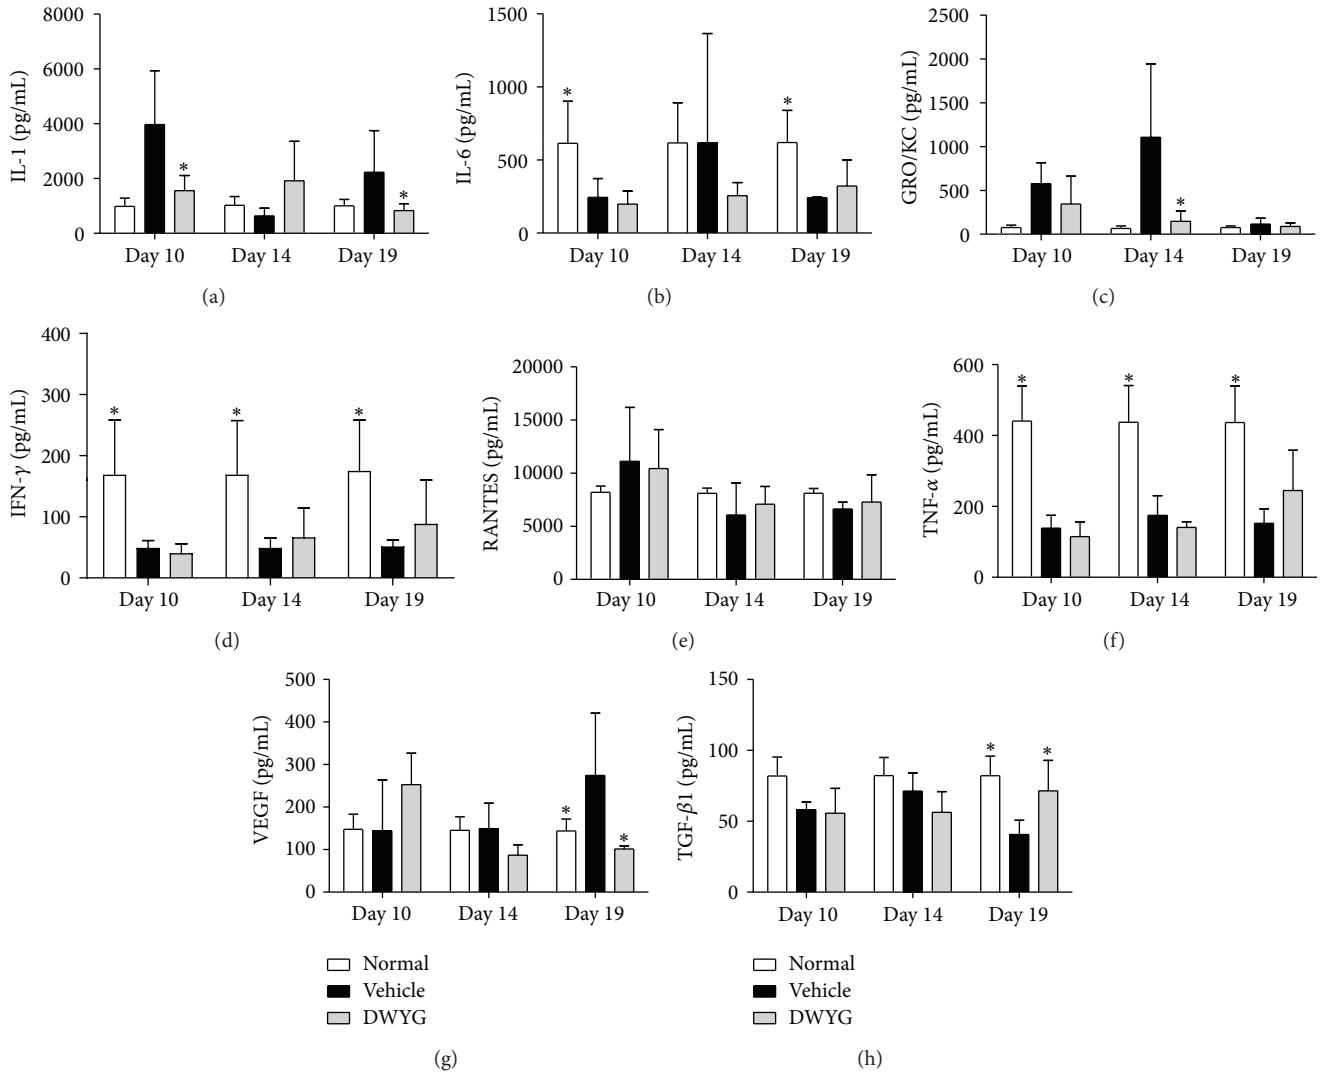 IL-1 (pg/mL)
8000
6000
4000
2000
0
*
*
Day 10 Day 14 Day 19
(a)
IL-6 (pg/mL)
1500
1000
500
0
*
*
Day 10 Day 14 Day 19
(b)
GRO/KC (pg/mL)
2500
2000
1500
1000
500
0
*
Day 10 Day 14 Day 19
(c)
IFN-γ (pg/mL)
400
300
200
100
0
* * *
Day 10 Day 14 Day 19
(d)
RANTES (pg/mL)
20000
15000
10000
5000
0
Day 10 Day 14 Day 19
(e)
TNF-α (pg/mL)
600
400
200
0
* * *
Day 10 Day 14 Day 19
(f)
VEGF (pg/mL)
500
400
300
200
100
0
*
*
Day 10 Day 14 Day 19
Normal
Vehicle
DWYG
(g)
TGF-β1 (pg/mL)
150
100
50
0
* *
Day 10 Day 14 Day 19
Normal
Vehicle
DWYG
(h)